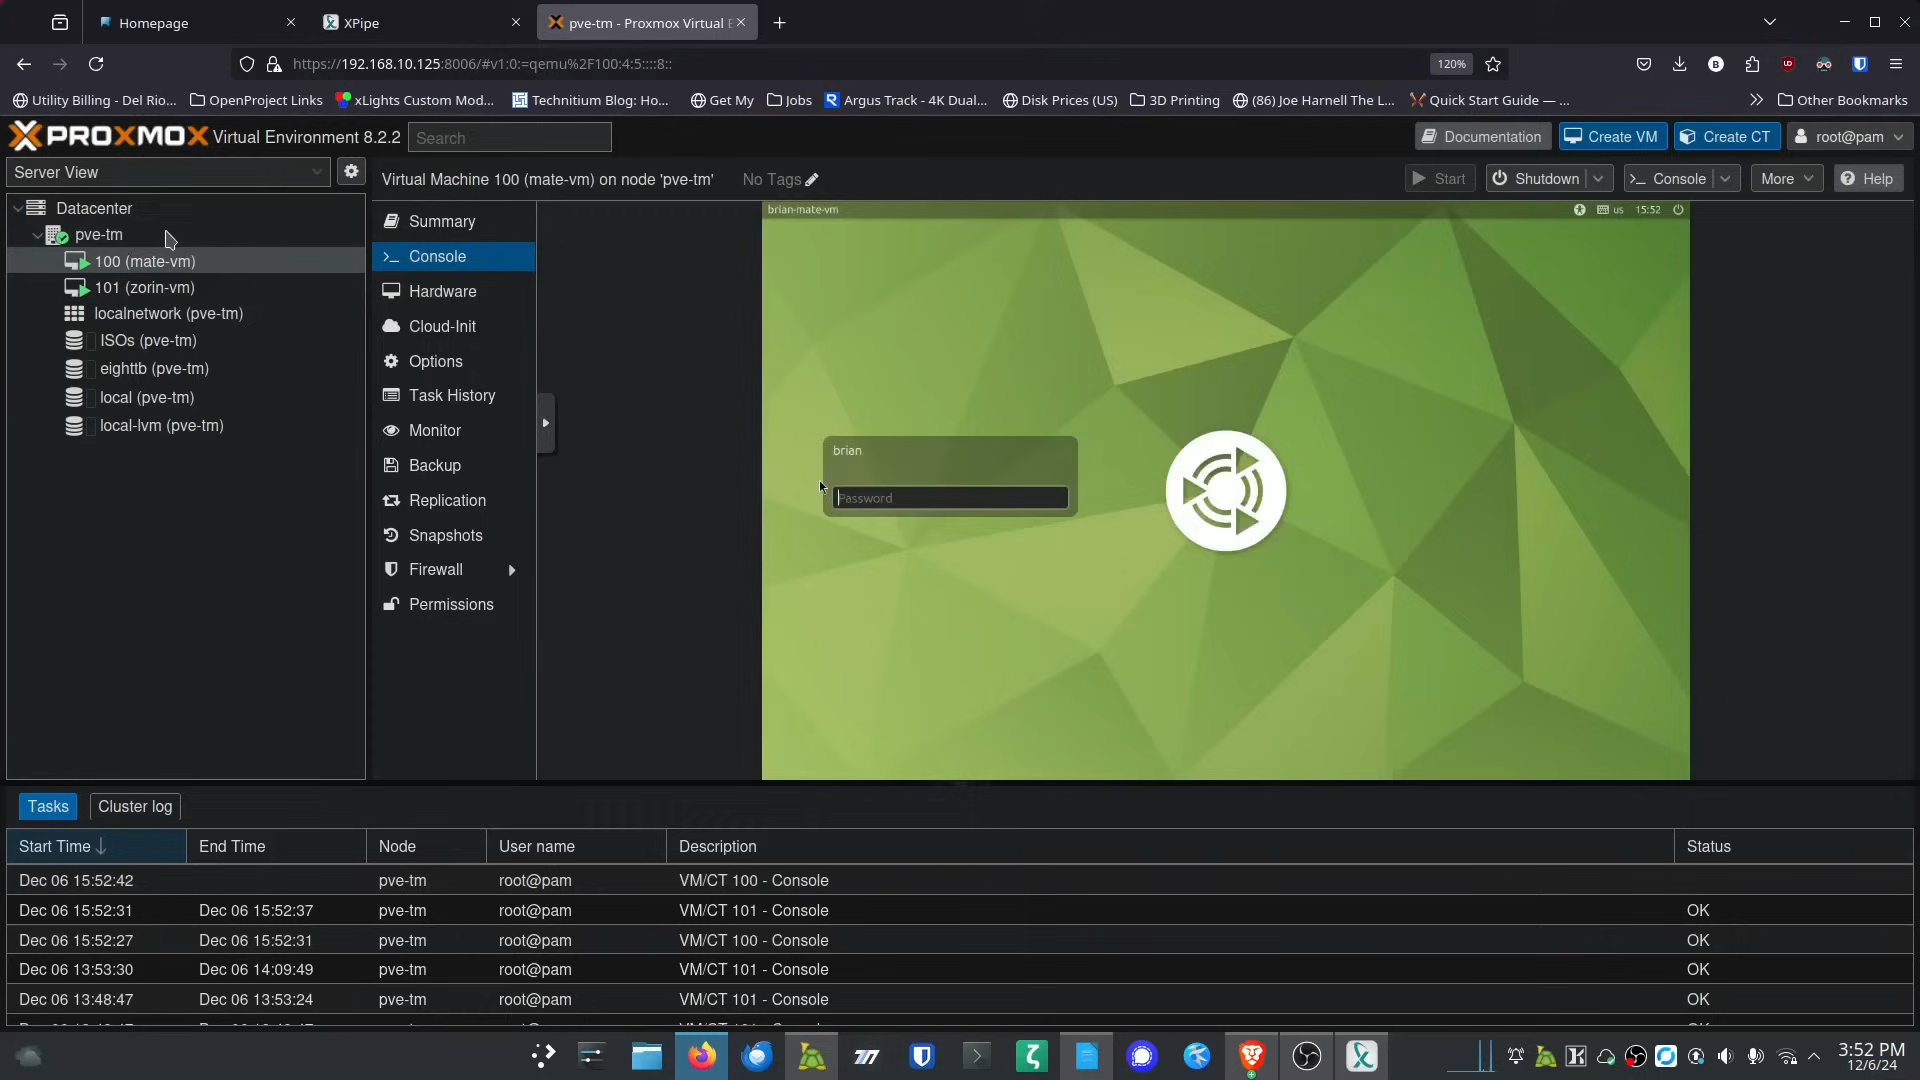 Homepage
XPipe
pve-tm - Proxmox Virtual E
https://192.168.10.125:8006/#v1:0:=qemu%2F100:4:5::::8::
120%
Utility Billing - Del Rio...
OpenProject Links
xLights Custom Mod...
Technitium Blog: Ho...
Get My
Jobs
Argus Track - 4K Dual...
Disk Prices (US)
3D Printing
(86) Joe Harnell The L...
Quick Start Guide — ...
Other Bookmarks
PROXMOX Virtual Environment 8.2.2
Search
Documentation
Create VM
Create CT
root@pam
Server View
Virtual Machine 100 (mate-vm) on node 'pve-tm'
No Tags
Start
Shutdown
Console
More
Help
Datacenter
pve-tm
100 (mate-vm)
101 (zorin-vm)
localnetwork (pve-tm)
ISOs (pve-tm)
eighttb (pve-tm)
local (pve-tm)
local-lvm (pve-tm)
Summary
Console
Hardware
Cloud-Init
Options
Task History
Monitor
Backup
Replication
Snapshots
Firewall
Permissions
brian-mate-vm
us
15:52
brian
Password
Tasks
Cluster log
Start Time End Time Node User name Description Status
Dec 06 15:52:42 pve-tm root@pam VM/CT 100 - Console
Dec 06 15:52:31 Dec 06 15:52:37 pve-tm root@pam VM/CT 101 - Console OK
Dec 06 15:52:27 Dec 06 15:52:31 pve-tm root@pam VM/CT 100 - Console OK
Dec 06 13:53:30 Dec 06 14:09:49 pve-tm root@pam VM/CT 101 - Console OK
Dec 06 13:48:47 Dec 06 13:53:24 pve-tm root@pam VM/CT 101 - Console OK
3:52 PM
12/6/24